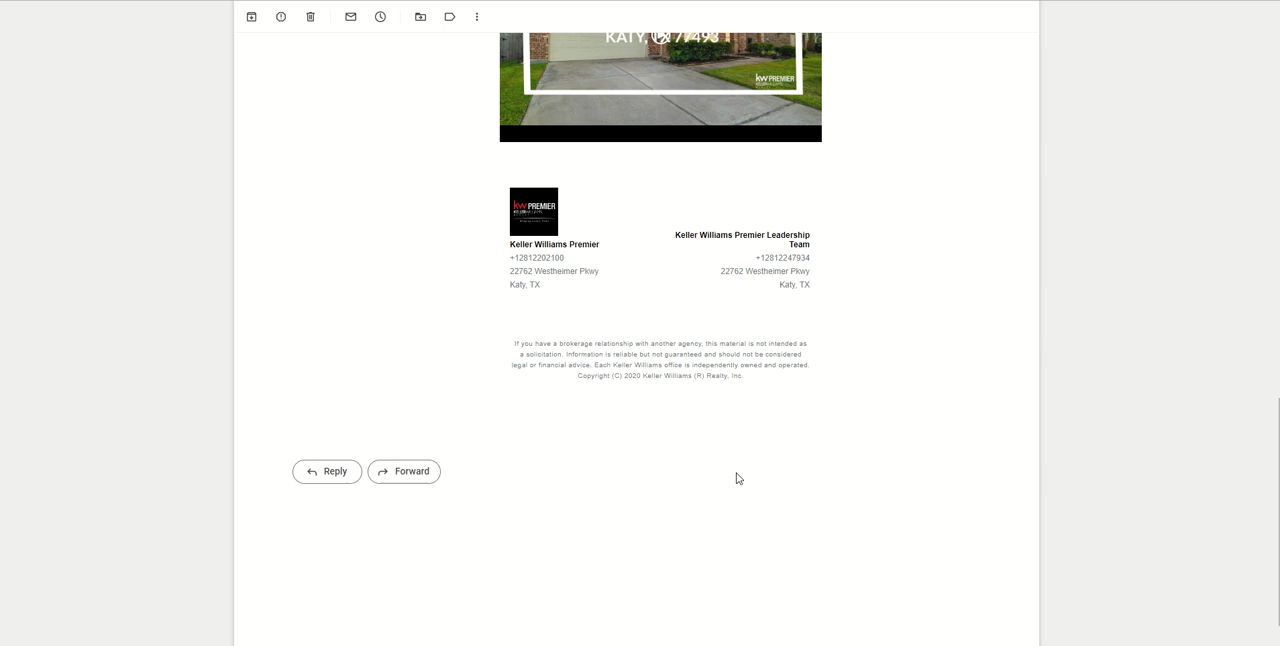 KATY, TX 77493
kw PREMIER
kw PREMIER
Keller Williams Premier
+12812202100
22762 Westheimer Pkwy
Katy, TX
Keller Williams Premier Leadership
Team
+12812247934
22762 Westheimer Pkwy
Katy, TX
If you have a brokerage relationship with another agency, this material is not intended as
a solicitation. Information is reliable but not guaranteed and should not be considered
legal or financial advice. Each Keller Williams office is independently owned and operated.
Copyright (C) 2020 Keller Williams (R) Realty, Inc.
Reply
Forward